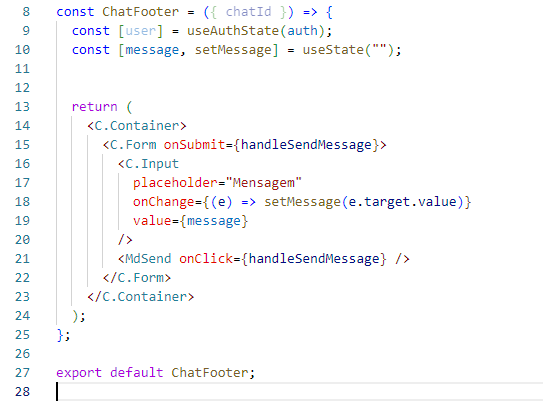 8 const ChatFooter = ({ chatId }) => {
9   const [user] = useAuthState(auth);
10   const [message, setMessage] = useState("");
11
12
13   return (
14     <C.Container>
15       <C.Form onSubmit={handleSendMessage}>
16         <C.Input
17           placeholder="Mensagem"
18           onChange={(e) => setMessage(e.target.value)}
19           value={message}
20         />
21         <MdSend onClick={handleSendMessage} />
22       </C.Form>
23     </C.Container>
24   );
25 };
26
27 export default ChatFooter;
28